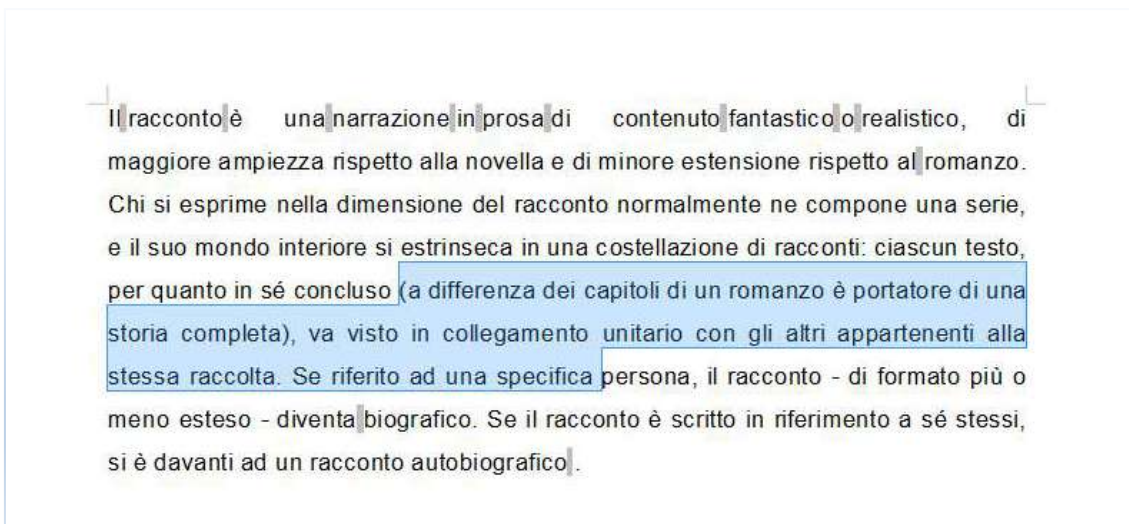 Il racconto è una narrazione in prosa di contenuto fantastico o realistico, di
maggiore ampiezza rispetto alla novella e di minore estensione rispetto al romanzo.
Chi si esprime nella dimensione del racconto normalmente ne compone una serie,
e il suo mondo interiore si estrinseca in una costellazione di racconti: ciascun testo,
per quanto in sé concluso (a differenza dei capitoli di un romanzo è portatore di una
storia completa), va visto in collegamento unitario con gli altri appartenenti alla
stessa raccolta. Se riferito ad una specifica persona, il racconto - di formato più o
meno esteso - diventa biografico. Se il racconto è scritto in riferimento a sé stessi,
si è davanti ad un racconto autobiografico .